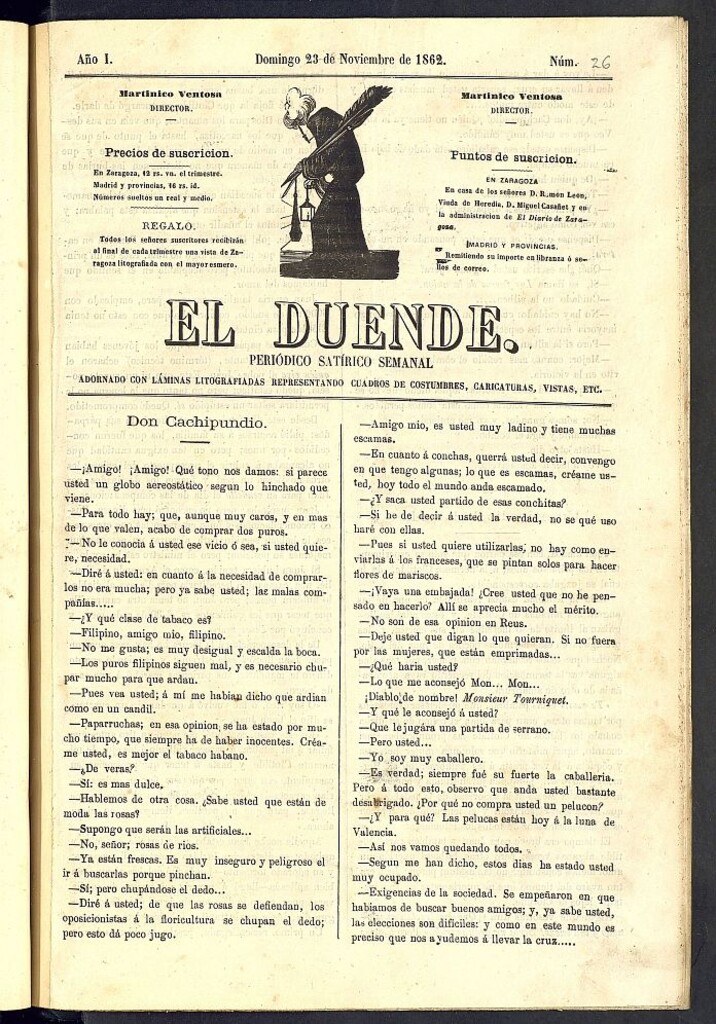 Año I.
Domingo 23 de Noviembre de 1862.
Núm. 26
Martinico Ventosa
DIRECTOR.
Precios de suscricion.
En Zaragoza, 12 rs. vn. el trimestre.
Madrid y provincias, 16 rs. id.
Números sueltos un real y medio.
REGALO.
Todos los señores suscritores recibirán
al final de cada trimestre una vista de Za-
ragoza litografiada con el mayor esmero.
Martinico Ventosa
DIRECTOR.
Puntos de suscricion.
EN ZARAGOZA
En casa de los señores D. R. mon Leon,
Viuda de Heredia, D. Miguel Casañet y en
la administracion de El Diario de Zara-
goza.
MADRID Y PROVINCIAS.
Remitiendo su importe en libranza ó se-
llos de correo.
EL DUENDE.
PERIÓDICO SATÍRICO SEMANAL
ADORNADO CON LÁMINAS LITOGRAFIADAS REPRESENTANDO CUADROS DE COSTUMBRES, CARICATURAS, VISTAS, ETC.
Don Cachipundio.
—¡Amigo! ¡Amigo! Qué tono nos damos: si parece
usted un globo aereostático segun lo hinchado que
viene.
—Para todo hay; que, aunque muy caros, y en mas
de lo que valen, acabo de comprar dos puros.
—No le conocia á usted ese vicio ó sea, si usted quie-
re, necesidad.
—Diré á usted: en cuanto á la necesidad de comprar-
los no era mucha; pero ya sabe usted; las malas com-
pañías.....
—¿Y qué clase de tabaco es?
—Filipino, amigo mio, filipino.
—No me gusta; es muy desigual y escalda la boca.
—Los puros filipinos siguen mal, y es necesario chu-
par mucho para que ardan.
—Pues vea usted; á mí me habian dicho que ardian
como en un candil.
—Paparruchas; en esa opinion se ha estado por mu-
cho tiempo, que siempre ha de haber inocentes. Créa-
me usted, es mejor el tabaco habano.
—¿De veras?
—Sí: es mas dulce.
—Hablemos de otra cosa. ¿Sabe usted que están de
moda las rosas?
—Supongo que serán las artificiales...
—No, señor; rosas de rios.
—Ya están frescas. Es muy inseguro y peligroso el
ir á buscarlas porque pinchan.
—Sí; pero chupándose el dedo...
—Diré á usted; de que las rosas se defiendan, los
oposicionistas á la floricultura se chupan el dedo;
pero esto dá poco jugo.
—Amigo mio, es usted muy ladino y tiene muchas
escamas.
—En cuanto á conchas, querrá usted decir, convengo
en que tengo algunas; lo que es escamas, créame us-
ted, hoy todo el mundo anda escamado.
—¿Y saca usted partido de esas conchitas?
—Si he de decir á usted la verdad, no se qué uso
haré con ellas.
—Pues si usted quiere utilizarlas, no hay como en-
viarlas á los franceses, que se pintan solos para hacer
flores de mariscos.
—¡Vaya una embajada! ¿Cree usted que no he pen-
sado en hacerlo? Allí se aprecia mucho el mérito.
—No son de esa opinion en Reus.
—Deje usted que digan lo que quieran. Si no fuera
por las mujeres, que están emprimadas...
—¿Qué haria usted?
—Lo que me aconsejó Mon... Mon...
¡Diablo de nombre! Monsieur Tourniquet.
—Y qué le aconsejó á usted?
—Que le jugára una partida de serrano.
—Pero usted...
—Yo soy muy caballero.
—Es verdad; siempre fué su fuerte la caballería.
Pero á todo esto, observo que anda usted bastante
desabrigado. ¿Por qué no compra usted un pelucon?
—¿Y para qué? Las pelucas están hoy á la luna de
Valencia.
—Así nos vamos quedando todos.
—Segun me han dicho, estos dias ha estado usted
muy ocupado.
—Exigencias de la sociedad. Se empeñaron en que
habiamos de buscar buenos amigos; y, ya sabe usted,
las elecciones son difíciles: y como en este mundo es
preciso que nos ayudemos á llevar la cruz.....